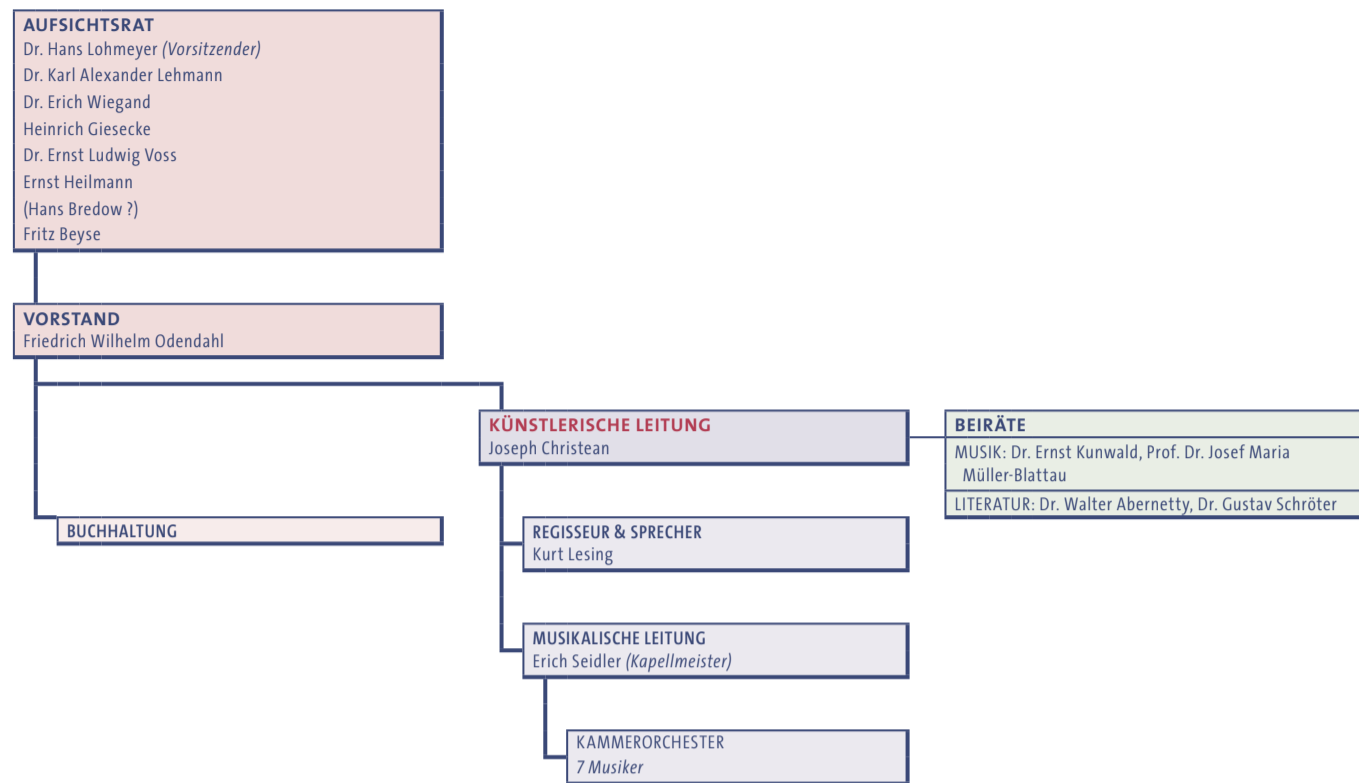 AUFSICHTSRAT
Dr. Hans Lohmeyer (Vorsitzender)
Dr. Karl Alexander Lehmann
Dr. Erich Wiegand
Heinrich Giesecke
Dr. Ernst Ludwig Voss
Ernst Heilmann
(Hans Bredow ?)
Fritz Beyse
VORSTAND
Friedrich Wilhelm Odendahl
KÜNSTLERISCHE LEITUNG
Joseph Christean
BEIRÄTE
MUSIK: Dr. Ernst Kunwald, Prof. Dr. Josef Maria
Müller-Blattau
LITERATUR: Dr. Walter Abernetty, Dr. Gustav Schröter
BUCHHALTUNG
REGISSEUR & SPRECHER
Kurt Lesing
MUSIKALISCHE LEITUNG
Erich Seidler (Kapellmeister)
KAMMERORCHESTER
7 Musiker